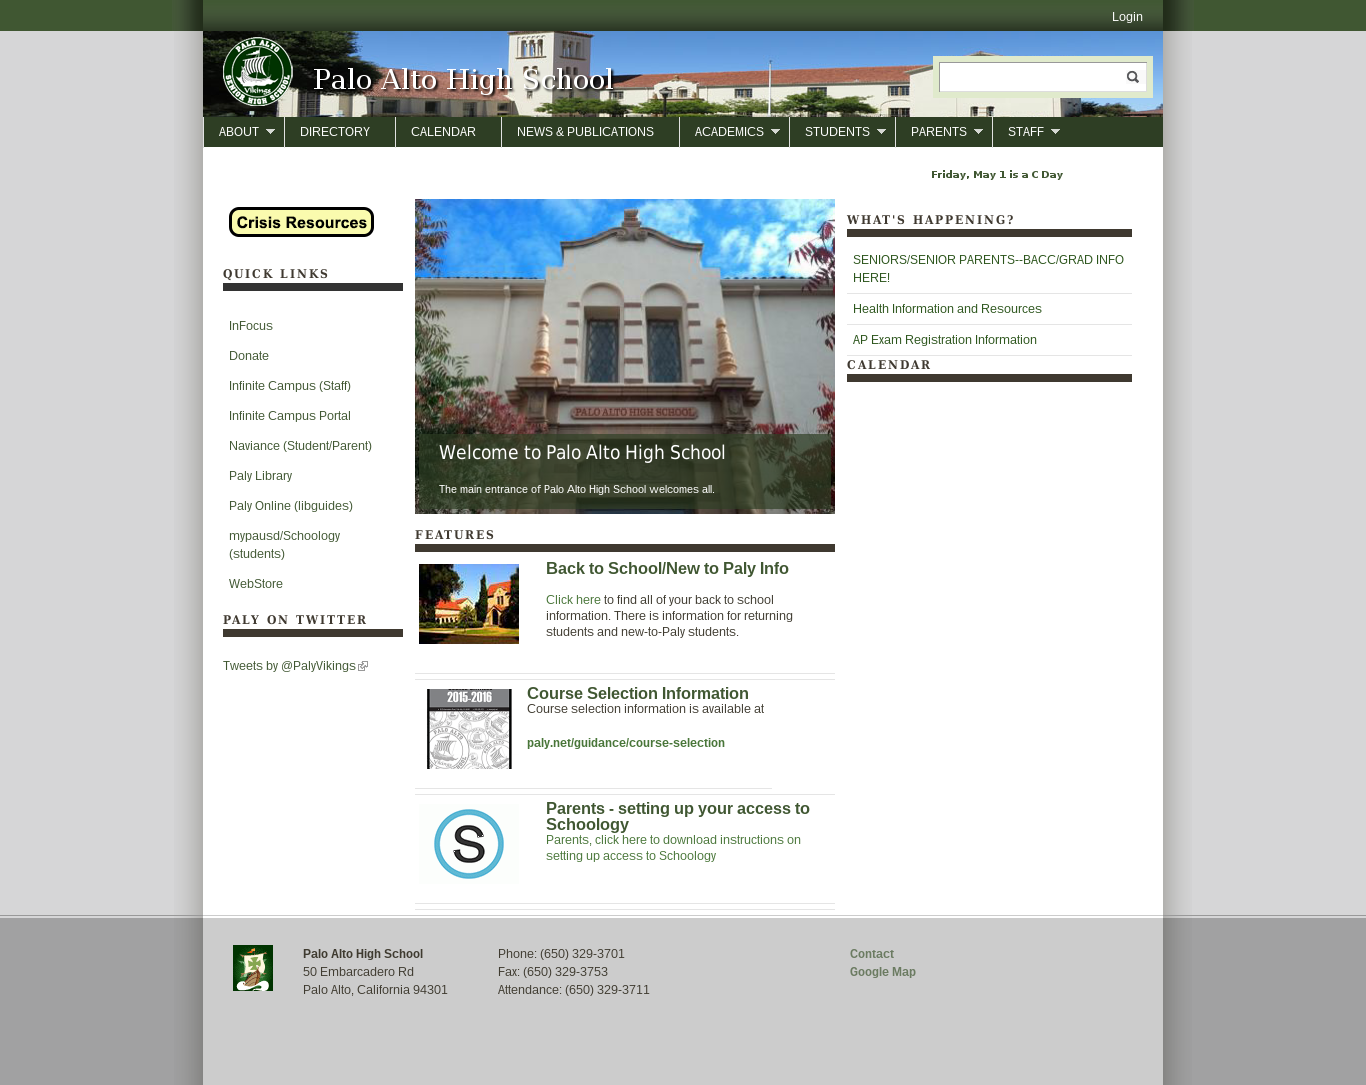 Login
PALO ALTO
Vikings
SENIOR HIGH SCHOOL
Palo Alto High School
ABOUT
DIRECTORY
CALENDAR
NEWS & PUBLICATIONS
ACADEMICS
STUDENTS
PARENTS
STAFF
Friday, May 1 is a C Day
Crisis Resources
QUICK LINKS
InFocus
Donate
Infinite Campus (Staff)
Infinite Campus Portal
Naviance (Student/Parent)
Paly Library
Paly Online (libguides)
mypausd/Schoology
(students)
WebStore
PALY ON TWITTER
Tweets by @PalyVikings
PALO ALTO HIGH SCHOOL
Welcome to Palo Alto High School
The main entrance of Palo Alto High School welcomes all.
FEATURES
Back to School/New to Paly Info
Click here to find all of your back to school
information. There is information for returning
students and new-to-Paly students.
2015-2016
Course Selection Information
Course selection information is available at
paly.net/guidance/course-selection
S
Parents - setting up your access to
Schoology
Parents, click here to download instructions on
setting up access to Schoology
WHAT'S HAPPENING?
SENIORS/SENIOR PARENTS--BACC/GRAD INFO
HERE!
Health Information and Resources
AP Exam Registration Information
CALENDAR
Palo Alto High School
50 Embarcadero Rd
Palo Alto, California 94301
Phone: (650) 329-3701
Fax: (650) 329-3753
Attendance: (650) 329-3711
Contact
Google Map